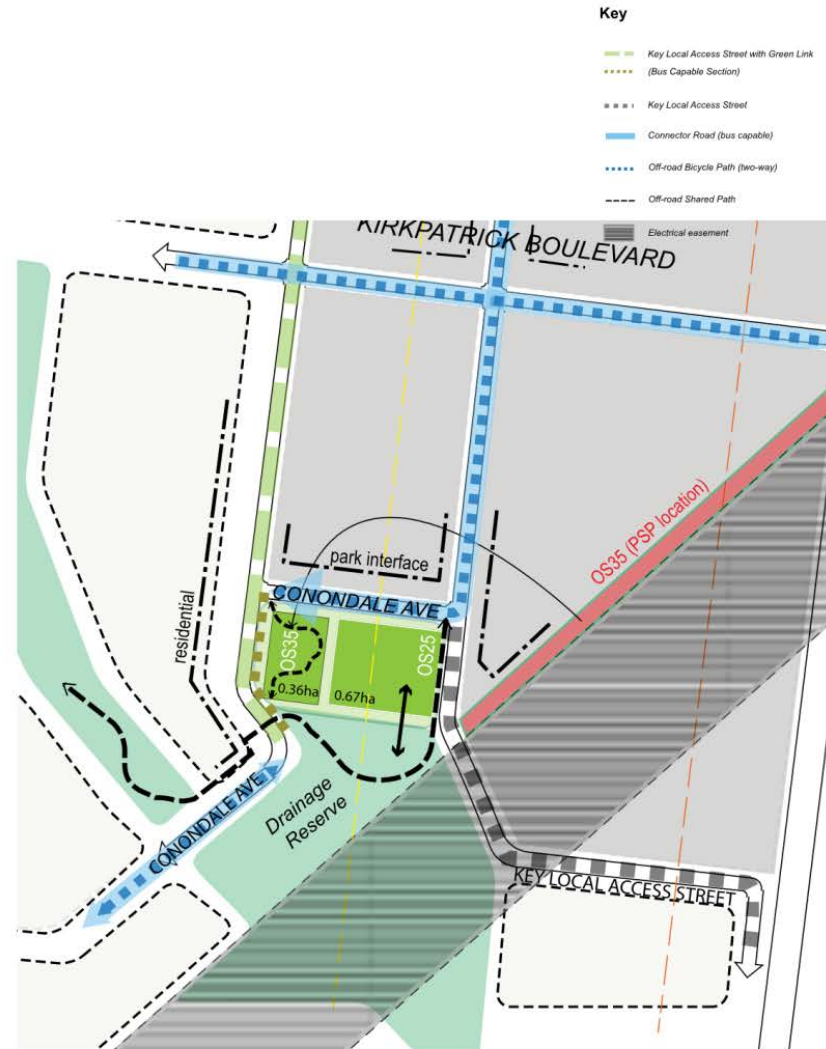 Key
Key Local Access Street with Green Link
(Bus Capable Section)
Key Local Access Street
Connector Road (bus capable)
Off-road Bicycle Path (two-way)
Off-road Shared Path
Electrical easement
KIRKPATRICK BOULEVARD
OS35 (PSP location)
park interface
CONONDALE AVE
residential
OS35
OS25
0.36ha
0.67ha
Drainage
Reserve
CONONDALE AVE
KEY LOCAL ACCESS STREET